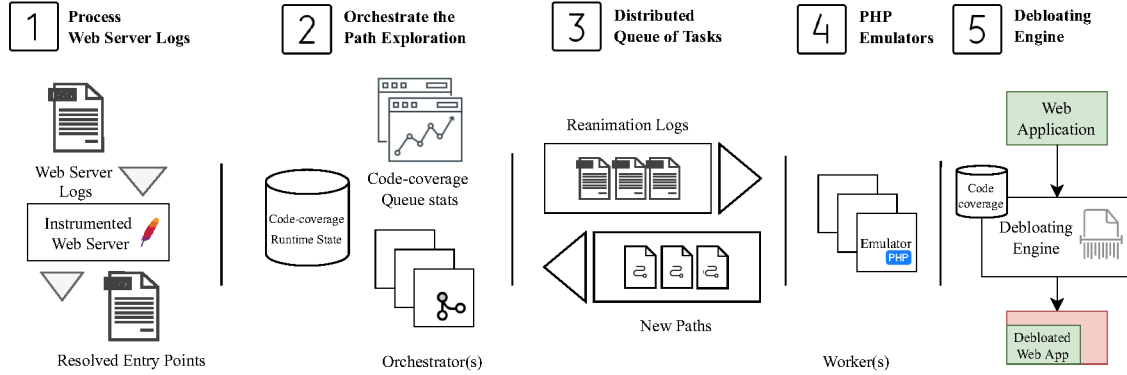 1
Process
Web Server Logs
Web Server
Logs
Instrumented
Web Server
Resolved Entry Points
2
Orchestrate the
Path Exploration
Code-coverage
Queue stats
Code-coverage
Runtime State
Orchestrator(s)
3
Distributed
Queue of Tasks
Reanimation Logs
New Paths
4
PHP
Emulators
Emulator
PHP
Worker(s)
5
Debloating
Engine
Web
Application
Code
coverage
Debloating
Engine
Debloated
Web App